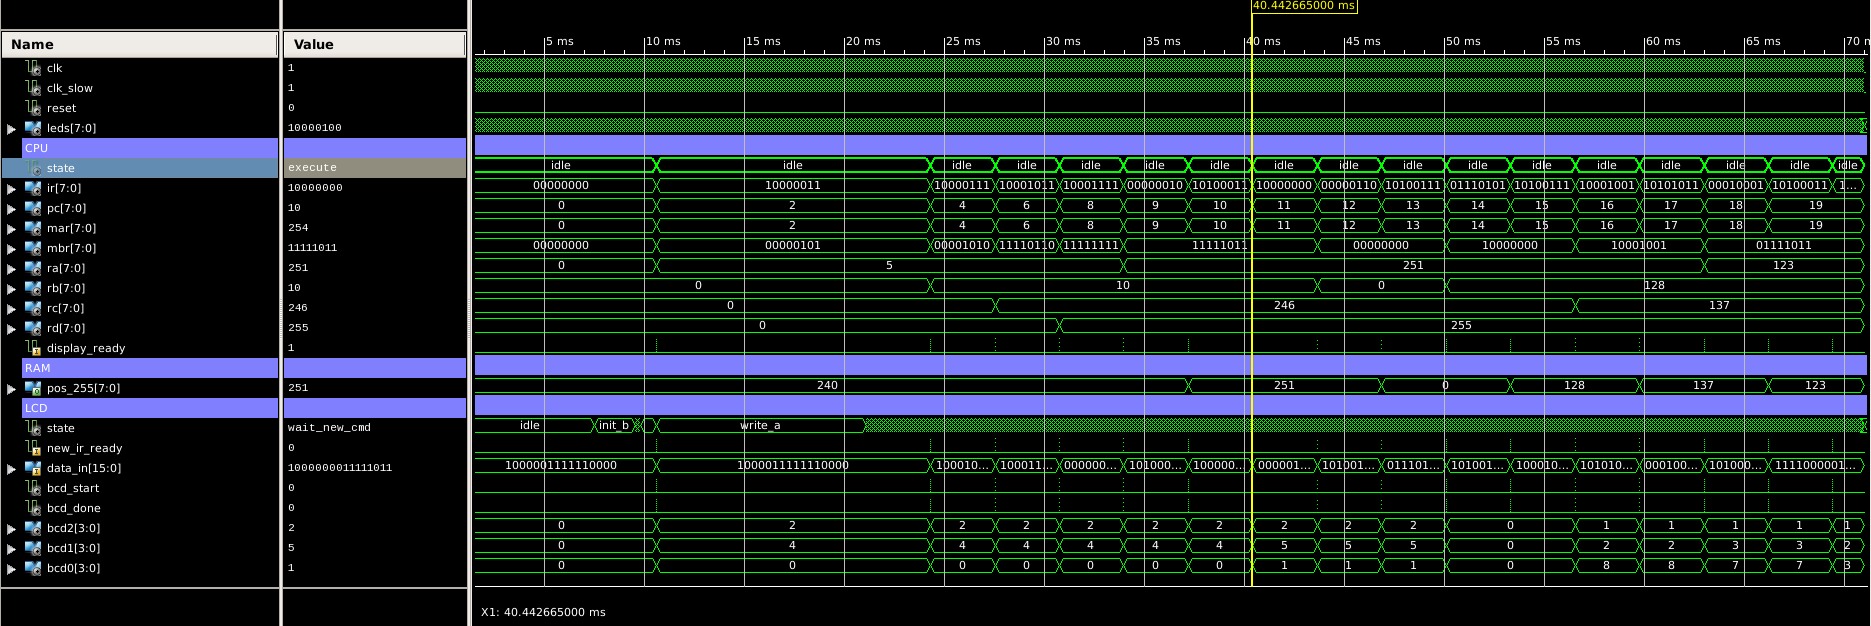 40.442665000 ms
Name Value 5 ms 10 ms 15 ms 20 ms 25 ms 30 ms 35 ms 40 ms 45 ms 50 ms 55 ms 60 ms 65 ms 70 m
clk 1
clk_slow 1
reset 0
leds[7:0] 10000100
CPU
state execute idle idle idle idle idle idle idle idle idle idle idle idle idle idle idle idle idle
ir[7:0] 10000000 00000000 10000011 10000111 10001011 10001111 00000010 10100011 10000000 00000110 10100111 01110101 10100111 10001001 10101011 00010001 10100011 1...
pc[7:0] 10 0 2 4 6 8 9 10 11 12 13 14 15 16 17 18 19
mar[7:0] 254 0 2 4 6 8 9 10 11 12 13 14 15 16 17 18 19
mbr[7:0] 11111011 00000000 00000101 00001010 11110110 11111111 11111011 00000000 10000000 10001001 01111011
ra[7:0] 251 0 5 251 123
rb[7:0] 10 0 10 0 128
rc[7:0] 246 0 246 137
rd[7:0] 255 0 255
display_ready 1
RAM
pos_255[7:0] 251 240 251 0 128 137 123
LCD
state wait_new_cmd idle init_b write_a
new_ir_ready 0
data_in[15:0] 1000000011111011 1000001111110000 1000011111110000 100010... 100011... 000000... 101000... 100000... 000001... 101001... 011101... 101001... 100010... 101010... 000100... 101000... 1111000001...
bcd_start 0
bcd_done 0
bcd2[3:0] 2 0 2 2 2 2 2 2 2 2 2 0 1 1 1 1 1
bcd1[3:0] 5 0 4 4 4 4 4 4 5 5 5 0 2 2 3 3 2
bcd0[3:0] 1 0 0 0 0 0 0 0 1 1 1 0 8 8 7 7 3
X1: 40.442665000 ms